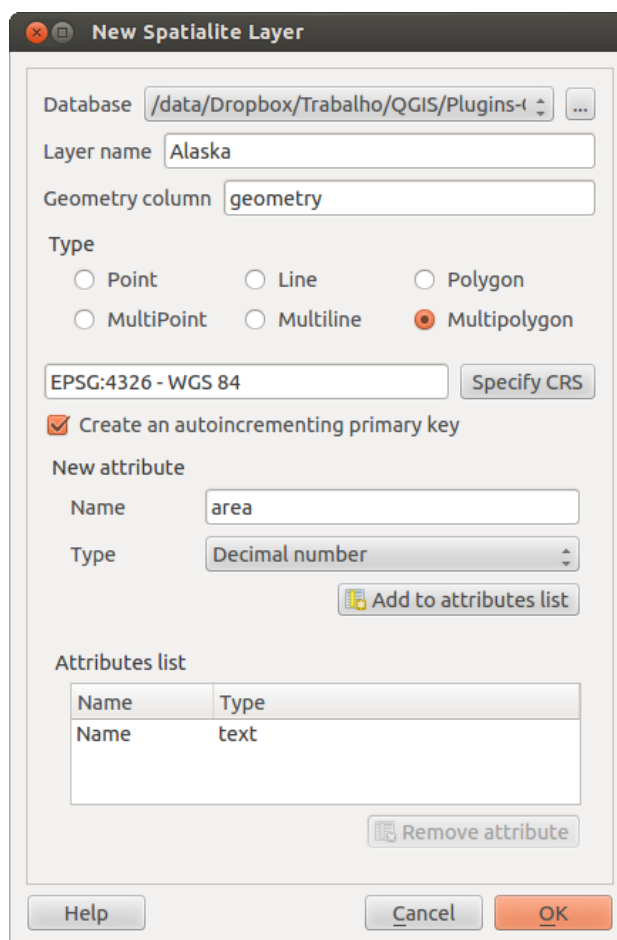 New Spatialite Layer
Database /data/Dropbox/Trabalho/QGIS/Plugins-( ...
Layer name Alaska
Geometry column geometry
Type
Point Line Polygon
MultiPoint Multiline Multipolygon
EPSG:4326 - WGS 84 Specify CRS
Create an autoincrementing primary key
New attribute
Name area
Type Decimal number
Add to attributes list
Attributes list
Name Type
Name text
Remove attribute
Help Cancel OK